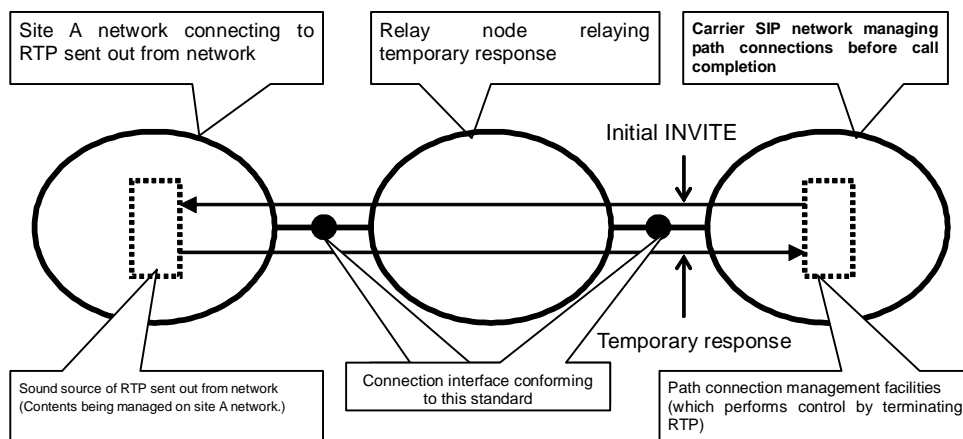 Site A network connecting to
RTP sent out from network
Relay node relaying
temporary response
Carrier SIP network managing
path connections before call
completion
Initial INVITE
Temporary response
Sound source of RTP sent out from network
(Contents being managed on site A network.)
Connection interface conforming
to this standard
Path connection management facilities
(which performs control by terminating
RTP)